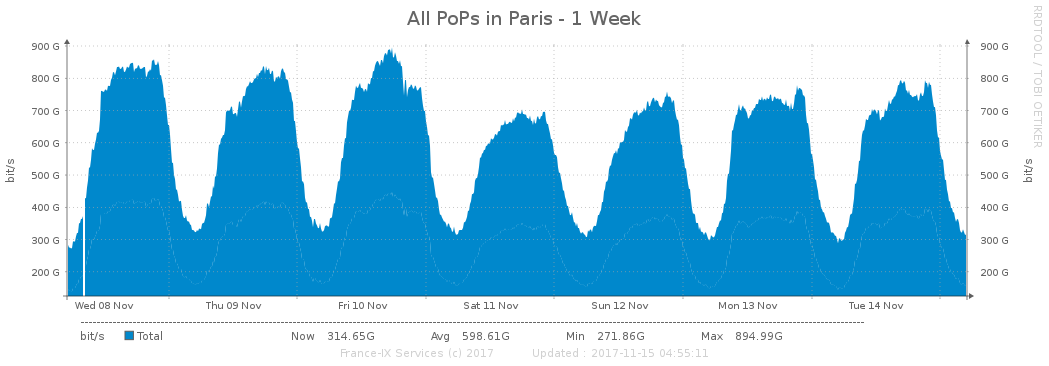 All PoPs in Paris - 1 Week
RRDTOOL / TOBI OETIKER
900 G 900 G
800 G 800 G
700 G 700 G
600 G 600 G
bit/s 500 G 500 G bit/s
400 G 400 G
300 G 300 G
200 G 200 G
Wed 08 Nov Thu 09 Nov Fri 10 Nov Sat 11 Nov Sun 12 Nov Mon 13 Nov Tue 14 Nov
bit/s Total Now 314.65G Avg 598.61G Min 271.86G Max 894.99G
France-IX Services (c) 2017 Updated : 2017-11-15 04:55:11